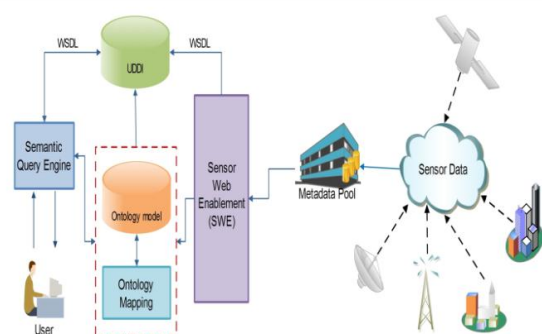 WSDL
WSDL
UDDI
Semantic
Query Engine
Ontology model
Ontology
Mapping
Sensor
Web
Enablement
(SWE)
Metadata Pool
Sensor Data
User